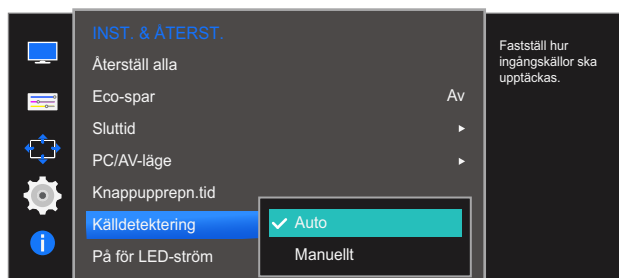 INST. & ÅTERST.
Återställ alla
Eco-spar Av
Sluttid
PC/AV-läge
Knappupprepn.tid
Källdetektering
Auto
På för LED-ström
Manuellt
Fastställ hur
ingångskällor ska
upptäckas.